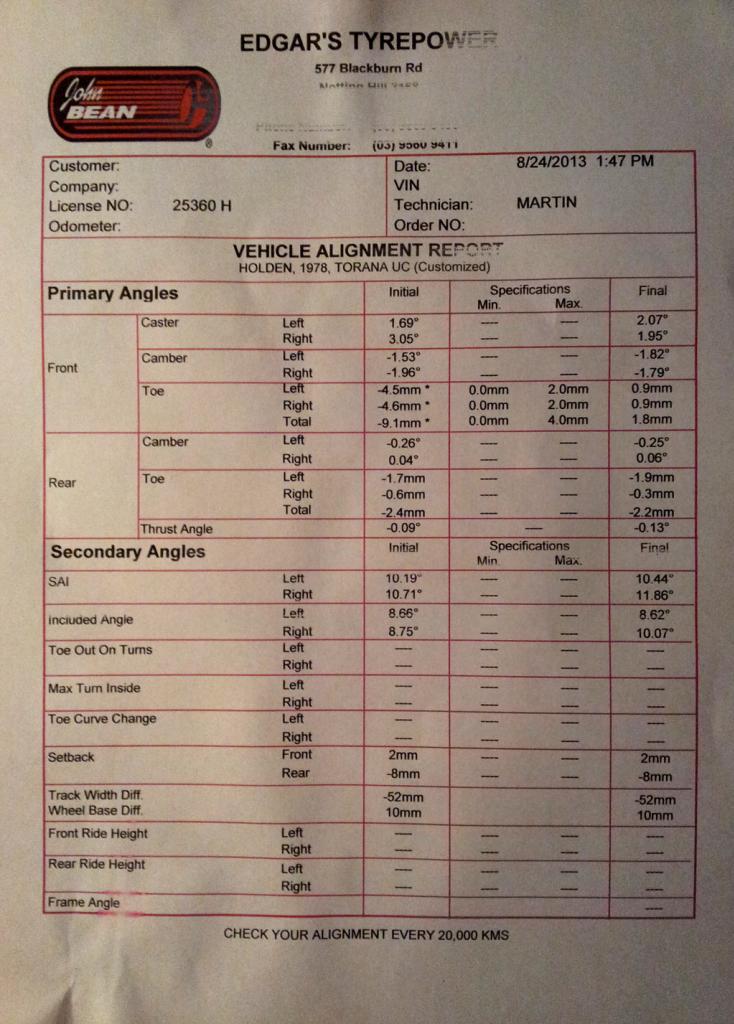 EDGAR'S TYREPOWER
577 Blackburn Rd
John BEAN ®
Fax Number: (03) 9560 9411
Customer: Date: 8/24/2013 1:47 PM
Company: VIN
License NO: 25360 H Technician: MARTIN
Odometer: Order NO:
VEHICLE ALIGNMENT REPORT
HOLDEN, 1978, TORANA UC (Customized)
Primary Angles Initial Specifications Final
Min. Max.
Front
Caster Left 1.69° ---- ---- 2.07°
Right 3.05° ---- ---- 1.95°
Camber Left -1.53° ---- ---- -1.82°
Right -1.96° ---- ---- -1.79°
Toe Left -4.5mm * 0.0mm 2.0mm 0.9mm
Right -4.6mm * 0.0mm 2.0mm 0.9mm
Total -9.1mm * 0.0mm 4.0mm 1.8mm
Rear
Camber Left -0.26° ---- ---- -0.25°
Right 0.04° ---- ---- 0.06°
Toe Left -1.7mm ---- ---- -1.9mm
Right -0.6mm ---- ---- -0.3mm
Total -2.4mm ---- ---- -2.2mm
Thrust Angle -0.09° ---- -0.13°
Secondary Angles Initial Specifications Final
Min. Max.
SAI Left 10.19° ---- ---- 10.44°
Right 10.71° ---- ---- 11.86°
Included Angle Left 8.66° ---- ---- 8.62°
Right 8.75° ---- ---- 10.07°
Toe Out On Turns Left ---- ---- ---- ----
Right ---- ---- ---- ----
Max Turn Inside Left ---- ---- ---- ----
Right ---- ---- ---- ----
Toe Curve Change Left ---- ---- ---- ----
Right ---- ---- ---- ----
Setback Front 2mm ---- ---- 2mm
Rear -8mm ---- ---- -8mm
Track Width Diff. -52mm -52mm
Wheel Base Diff. 10mm 10mm
Front Ride Height Left ---- ---- ---- ----
Right ---- ---- ---- ----
Rear Ride Height Left ---- ---- ---- ----
Right ---- ---- ---- ----
Frame Angle ----
CHECK YOUR ALIGNMENT EVERY 20,000 KMS